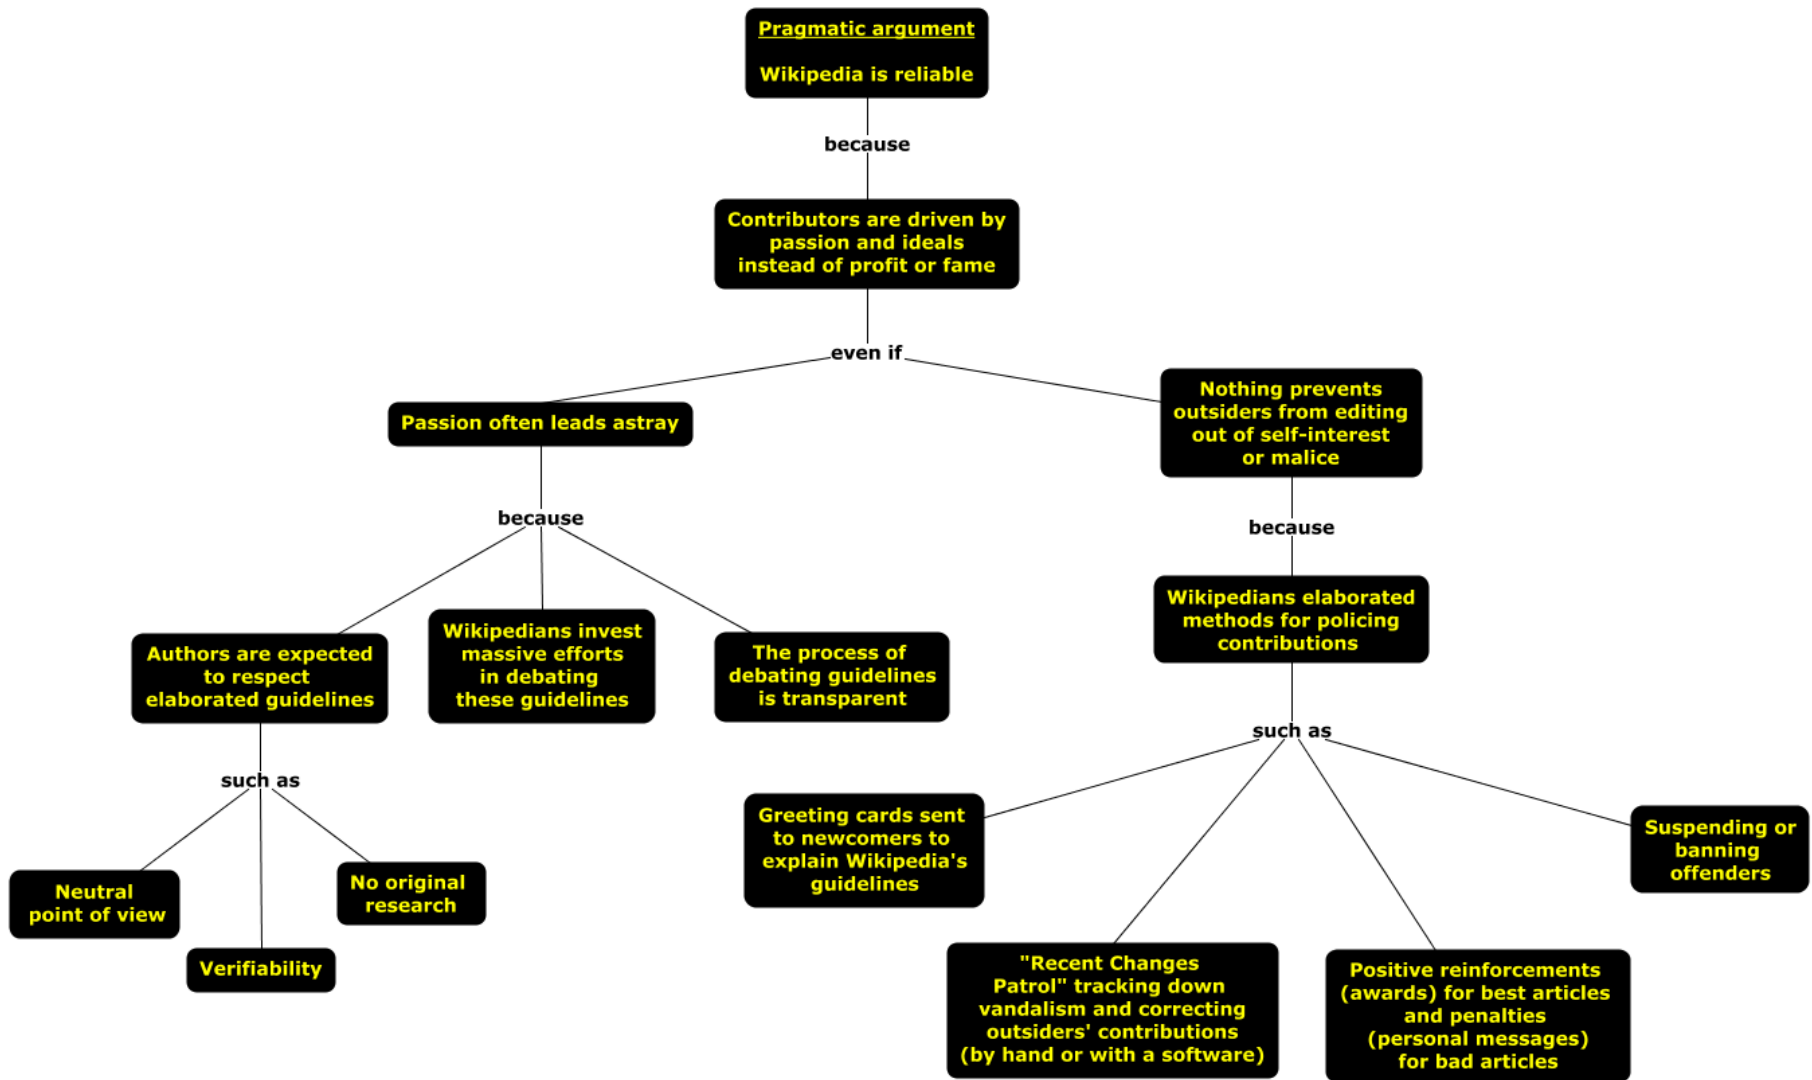 Pragmatic argument
Wikipedia is reliable
because
Contributors are driven by
passion and ideals
instead of profit or fame
even if
Passion often leads astray
because
Authors are expected
to respect
elaborated guidelines
such as
Neutral
point of view
Verifiability
No original
research
Wikipedians invest
massive efforts
in debating
these guidelines
The process of
debating guidelines
is transparent
Nothing prevents
outsiders from editing
out of self-interest
or malice
because
Wikipedians elaborated
methods for policing
contributions
such as
Greeting cards sent
to newcomers to
explain Wikipedia's
guidelines
"Recent Changes
Patrol" tracking down
vandalism and correcting
outsiders' contributions
(by hand or with a software)
Positive reinforcements
(awards) for best articles
and penalties
(personal messages)
for bad articles
Suspending or
banning
offenders